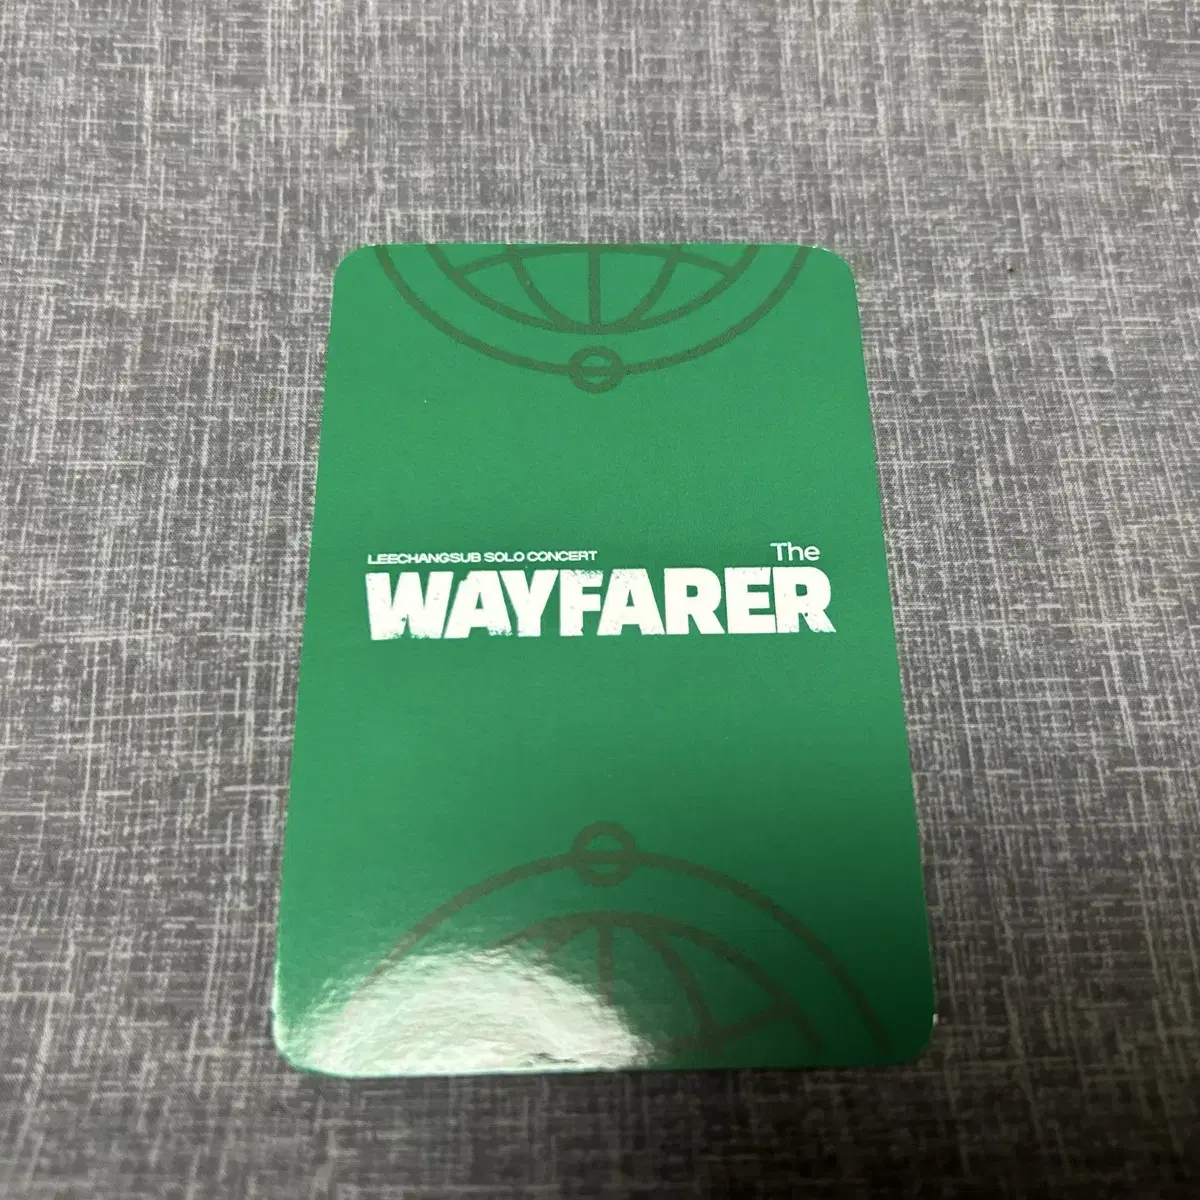 LEECHANGSUB SOLO CONCERT
The
WAYFARER